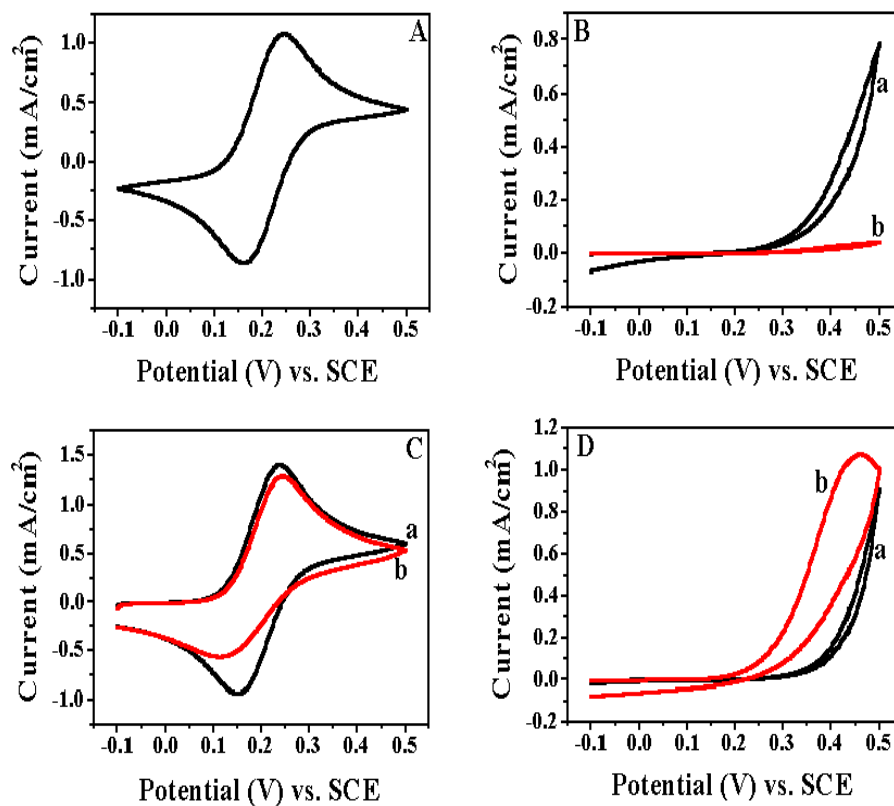 A
Current (mA/cm²)
1.0
0.5
0.0
-0.5
-1.0
-0.1 0.0 0.1 0.2 0.3 0.4 0.5
Potential (V) vs. SCE
B
Current (mA/cm²)
0.8
0.6
0.4
0.2
0.0
-0.2
a
b
-0.1 0.0 0.1 0.2 0.3 0.4 0.5
Potential (V) vs. SCE
C
Current (mA/cm²)
1.5
1.0
0.5
0.0
-0.5
-1.0
a
b
-0.1 0.0 0.1 0.2 0.3 0.4 0.5
Potential (V) vs. SCE
D
Current (mA/cm²)
1.2
1.0
0.8
0.6
0.4
0.2
0.0
-0.2
b
a
-0.1 0.0 0.1 0.2 0.3 0.4 0.5
Potential (V) vs. SCE